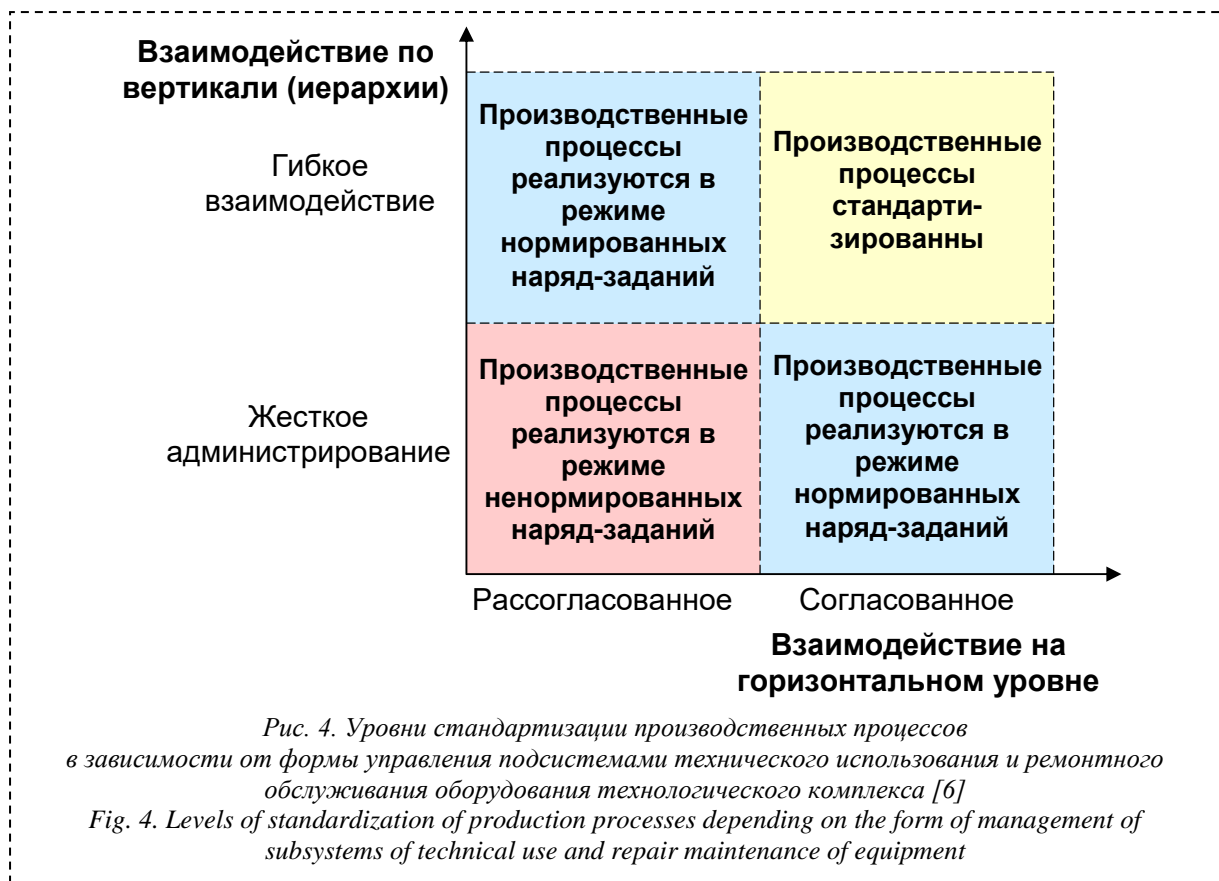 Взаимодействие по
вертикали (иерархии)
Гибкое
взаимодействие
Производственные
процессы
реализуются в
режиме
нормированных
наряд-заданий
Производственные
процессы
стандарти-
зированны
Жесткое
администрирование
Производственные
процессы
реализуются в
режиме
ненормированных
наряд-заданий
Производственные
процессы
реализуются в
режиме
нормированных
наряд-заданий
Рассогласованное
Согласованное
Взаимодействие на
горизонтальном уровне
Рис. 4. Уровни стандартизации производственных процессов
в зависимости от формы управления подсистемами технического использования и ремонтного
обслуживания оборудования технологического комплекса [6]
Fig. 4. Levels of standardization of production processes depending on the form of management of
subsystems of technical use and repair maintenance of equipment